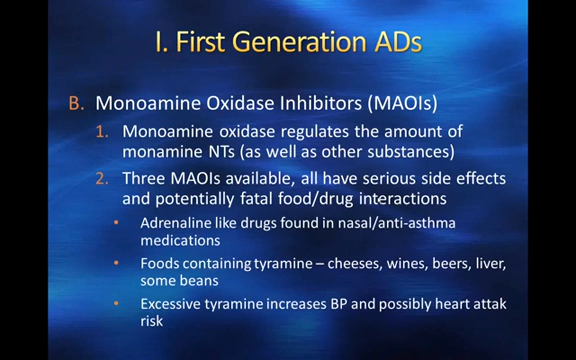 I. First Generation ADs
B. Monoamine Oxidase Inhibitors (MAOIs)
1. Monoamine oxidase regulates the amount of
monamine NTs (as well as other substances)
2. Three MAOIs available, all have serious side effects
and potentially fatal food/drug interactions
• Adrenaline like drugs found in nasal/anti-asthma
medications
• Foods containing tyramine – cheeses, wines, beers, liver,
some beans
• Excessive tyramine increases BP and possibly heart attak
risk